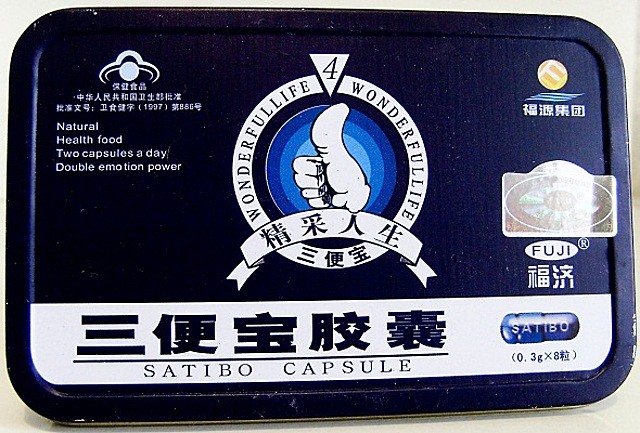 保健食品
中华人民共和国卫生部批准
批准文号：卫食健字（1997）第886号
Natural
Health food
Two capsules a day
Double emotion power
4
WONDERFULLIFE WONDERFULLIFE
精采人生
三便宝
福源集团
FUJI®
福济
三便宝胶囊
SATIBO CAPSULE
SATIBO
（0.3g×8粒）